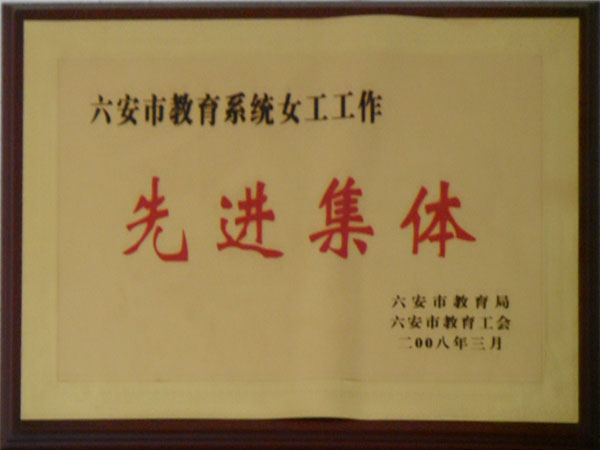 六安市教育系统女工工作
先进集体
六安市教育局
六安市教育工会
二00八年三月